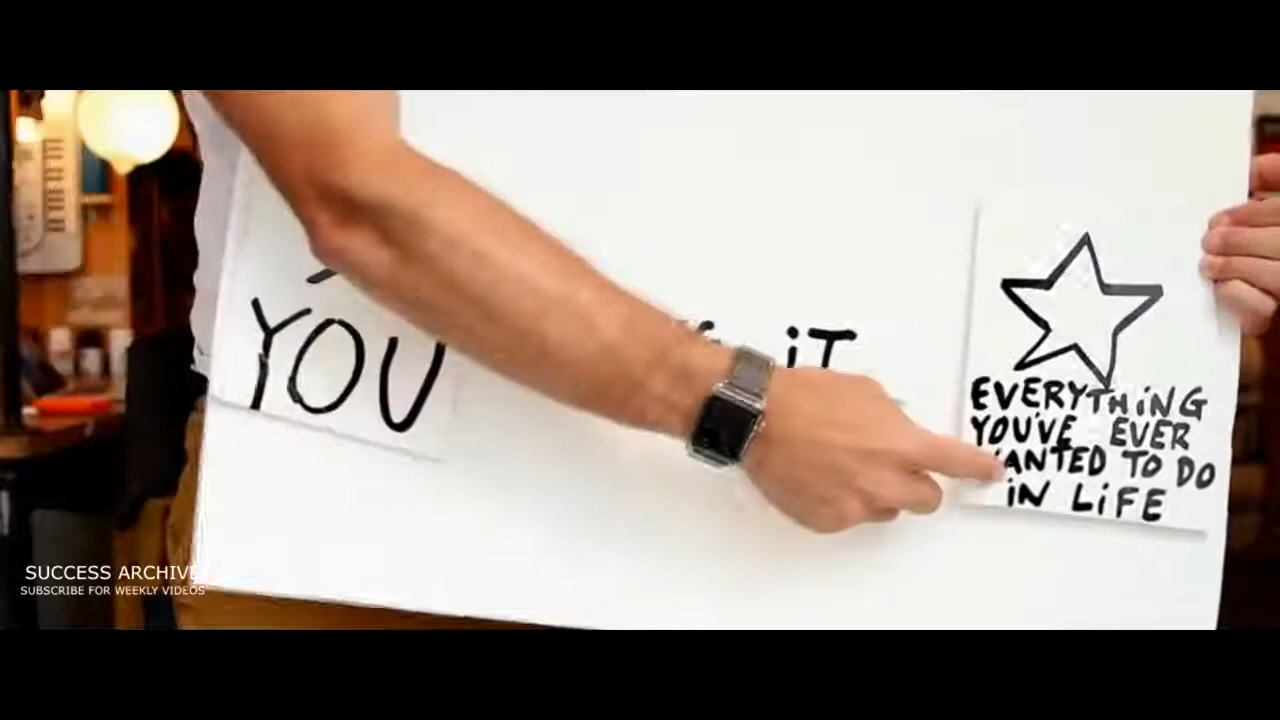 YOU
iT
EVERYTHiNG
YOU'VE EVER
WANTED TO DO
iN LiFE
SUCCESS ARCHIVE
SUBSCRIBE FOR WEEKLY VIDEOS